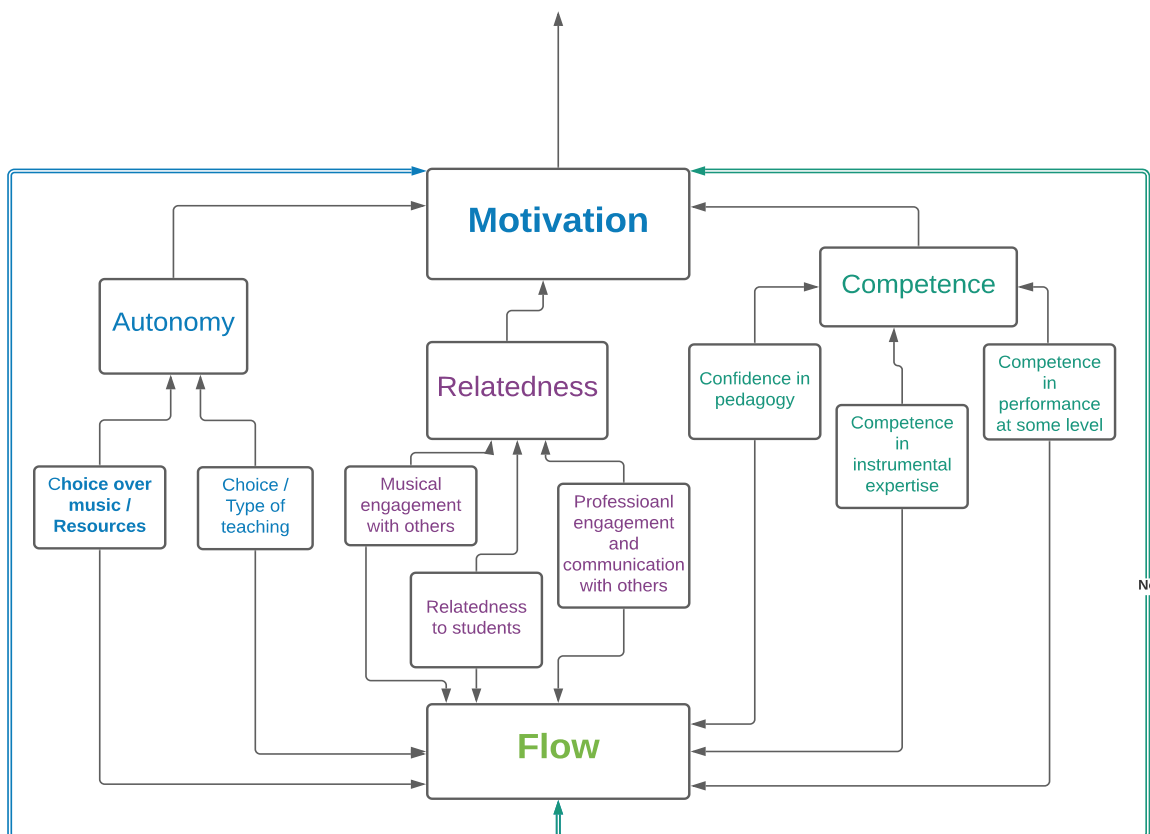 Motivation
Competence
Autonomy
Relatedness
Confidence in
pedagogy
Competence
in
performance
at some level
Competence
in
instrumental
expertise
Choice over
music /
Resources
Choice /
Type of
teaching
Musical
engagement
with others
Professioanl
engagement
and
communication
with others
Relatedness
to students
Flow